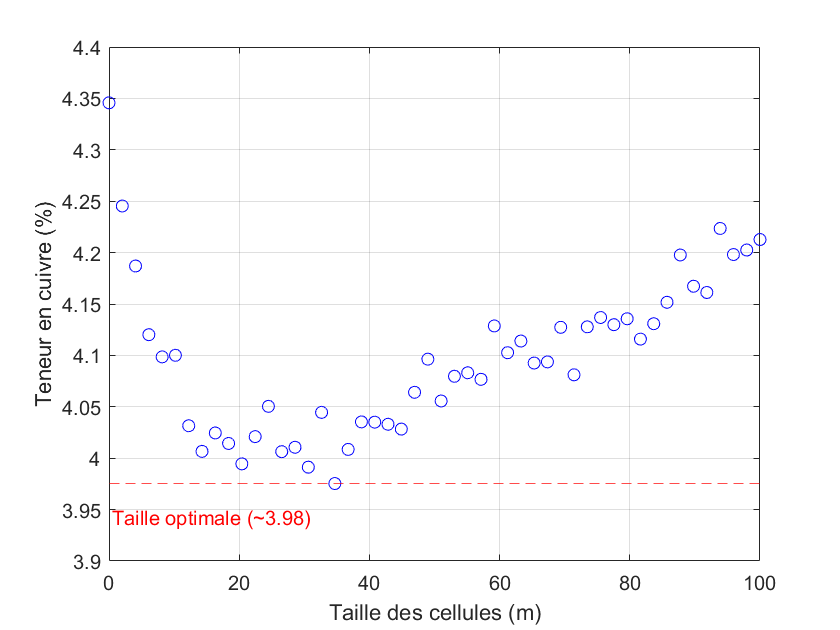 4.4
4.35
4.3
4.25
4.2
4.15
4.1
4.05
4
3.95
3.9
Teneur en cuivre (%)
Taille optimale (~3.98)
0 20 40 60 80 100
Taille des cellules (m)